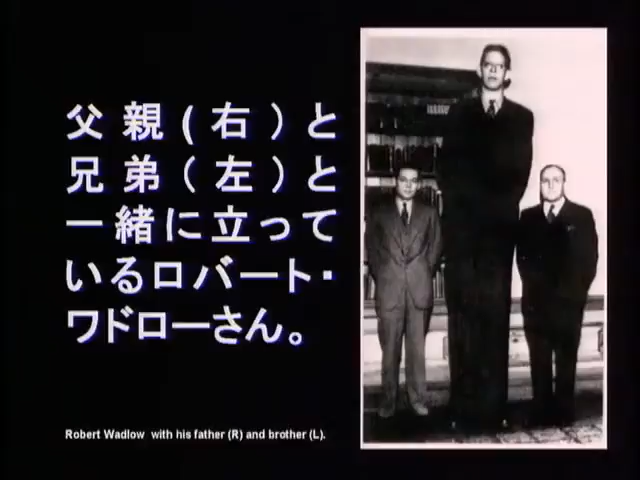 父親(右)と
兄弟(左)と
一緒に立って
いるロバート・
ワドローさん。
Robert Wadlow with his father (R) and brother (L).